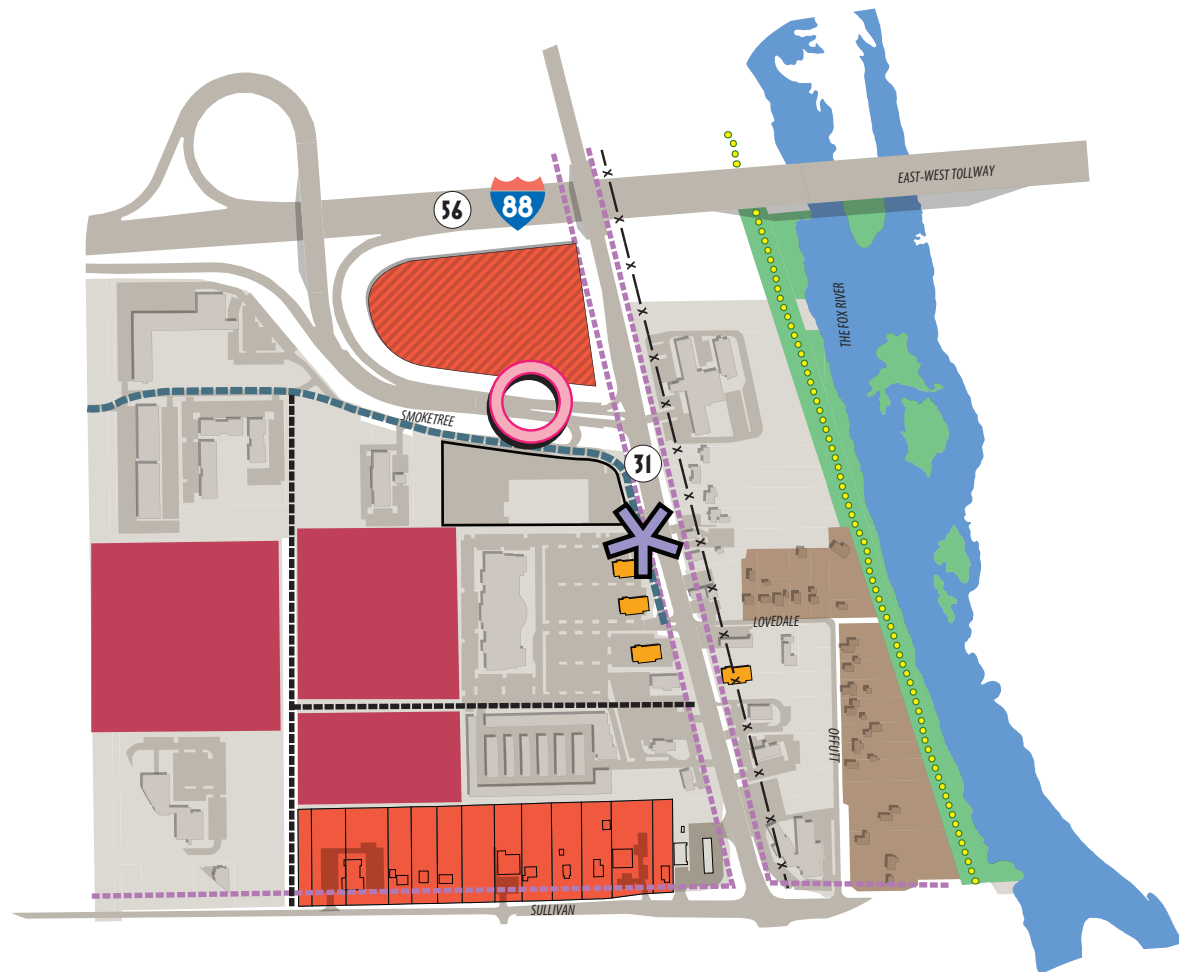 EAST-WEST TOLLWAY
56
88
THE FOX RIVER
SMOKETREE
31
LOVEDALE
OFFUTT
SULLIVAN